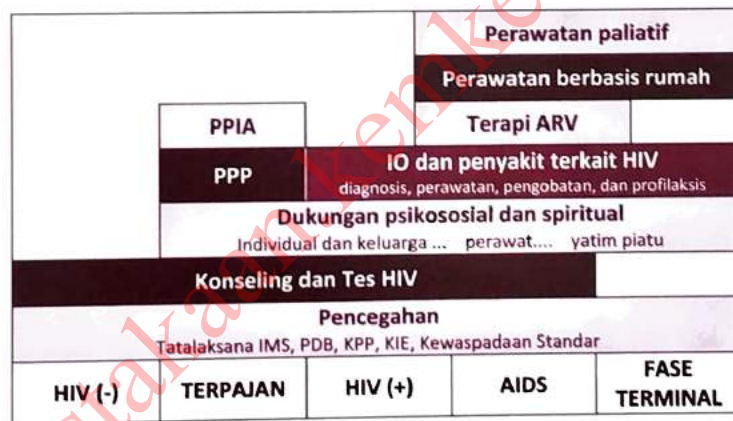 Perawatan paliatif
Perawatan berbasis rumah
PPIA
Terapi ARV
PPP
IO dan penyakit terkait HIV
diagnosis, perawatan, pengobatan, dan profilaksis
Dukungan psikososial dan spiritual
Individual dan keluarga ... perawat.... yatim piatu
Konseling dan Tes HIV
Pencegahan
Tatalaksana IMS, PDB, KPP, KIE, Kewaspadaan Standar
HIV (-)
TERPAJAN
HIV (+)
AIDS
FASE
TERMINAL